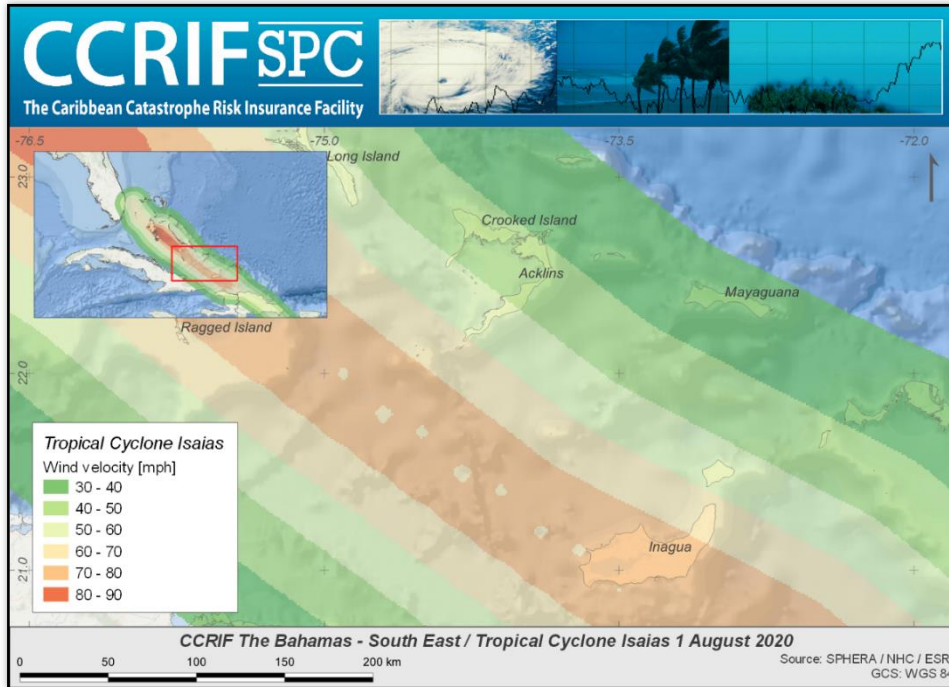 CCRIF SPC
The Caribbean Catastrophe Risk Insurance Facility
-76.5
-75.0
-73.5
-72.0
23.0
Long Island
Crooked Island
Acklins
Mayaguana
Ragged Island
22.0
Tropical Cyclone Isaias
Wind velocity [mph]
30 - 40
40 - 50
50 - 60
60 - 70
70 - 80
80 - 90
Inagua
21.0
CCRIF The Bahamas - South East / Tropical Cyclone Isaias 1 August 2020
0 50 100 150 200 km
Source: SPHERA / NHC / ESR
GCS: WGS 84